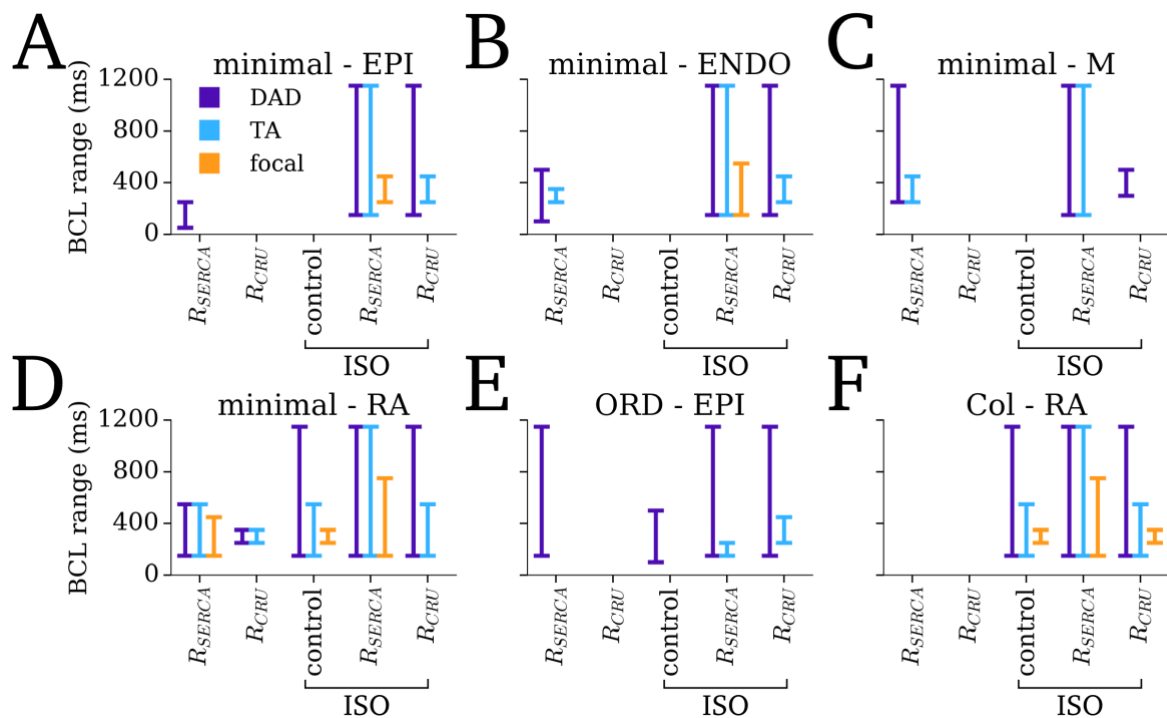 A
minimal - EPI
BCL range (ms)
1200
800
400
0
DAD
TA
focal
R_SERCA
R_CRU
control
R_SERCA
R_CRU
ISO
B
minimal - ENDO
R_SERCA
R_CRU
control
R_SERCA
R_CRU
ISO
C
minimal - M
R_SERCA
R_CRU
control
R_SERCA
R_CRU
ISO
D
minimal - RA
BCL range (ms)
1200
800
400
0
R_SERCA
R_CRU
control
R_SERCA
R_CRU
ISO
E
ORD - EPI
R_SERCA
R_CRU
control
R_SERCA
R_CRU
ISO
F
Col - RA
R_SERCA
R_CRU
control
R_SERCA
R_CRU
ISO